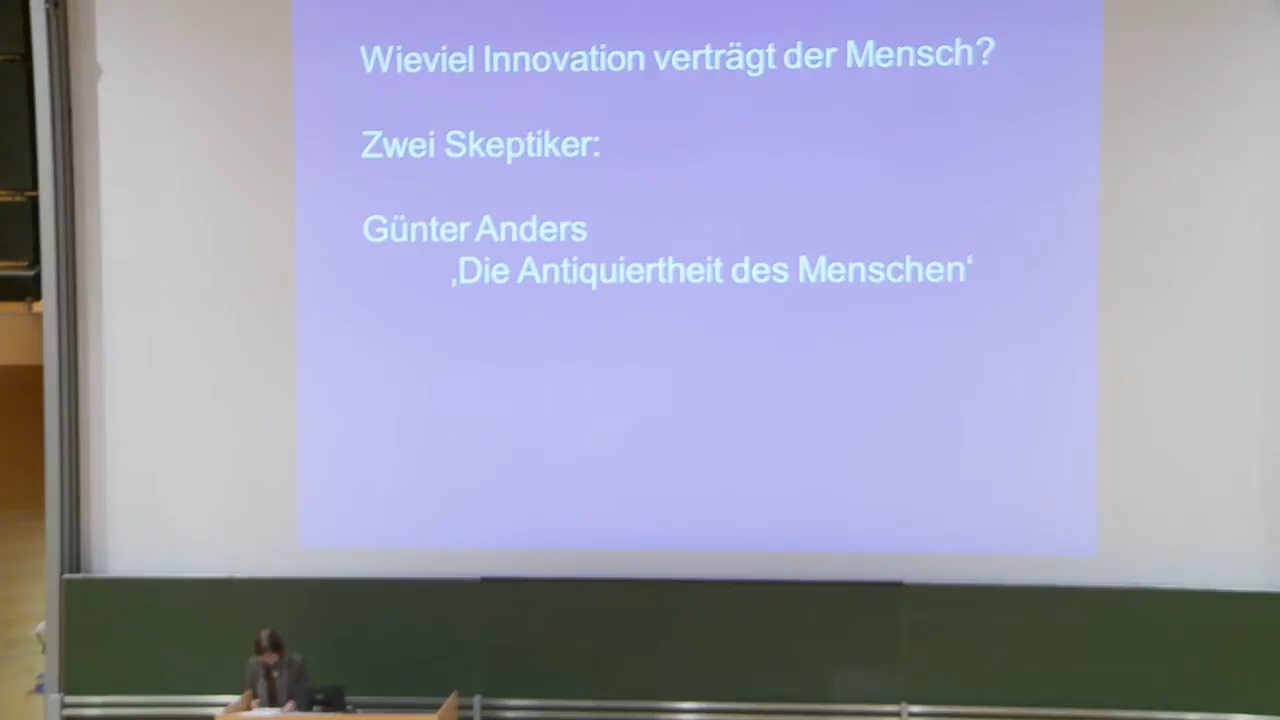 Wieviel Innovation verträgt der Mensch?
Zwei Skeptiker:
Günter Anders
‚Die Antiquiertheit des Menschen‘